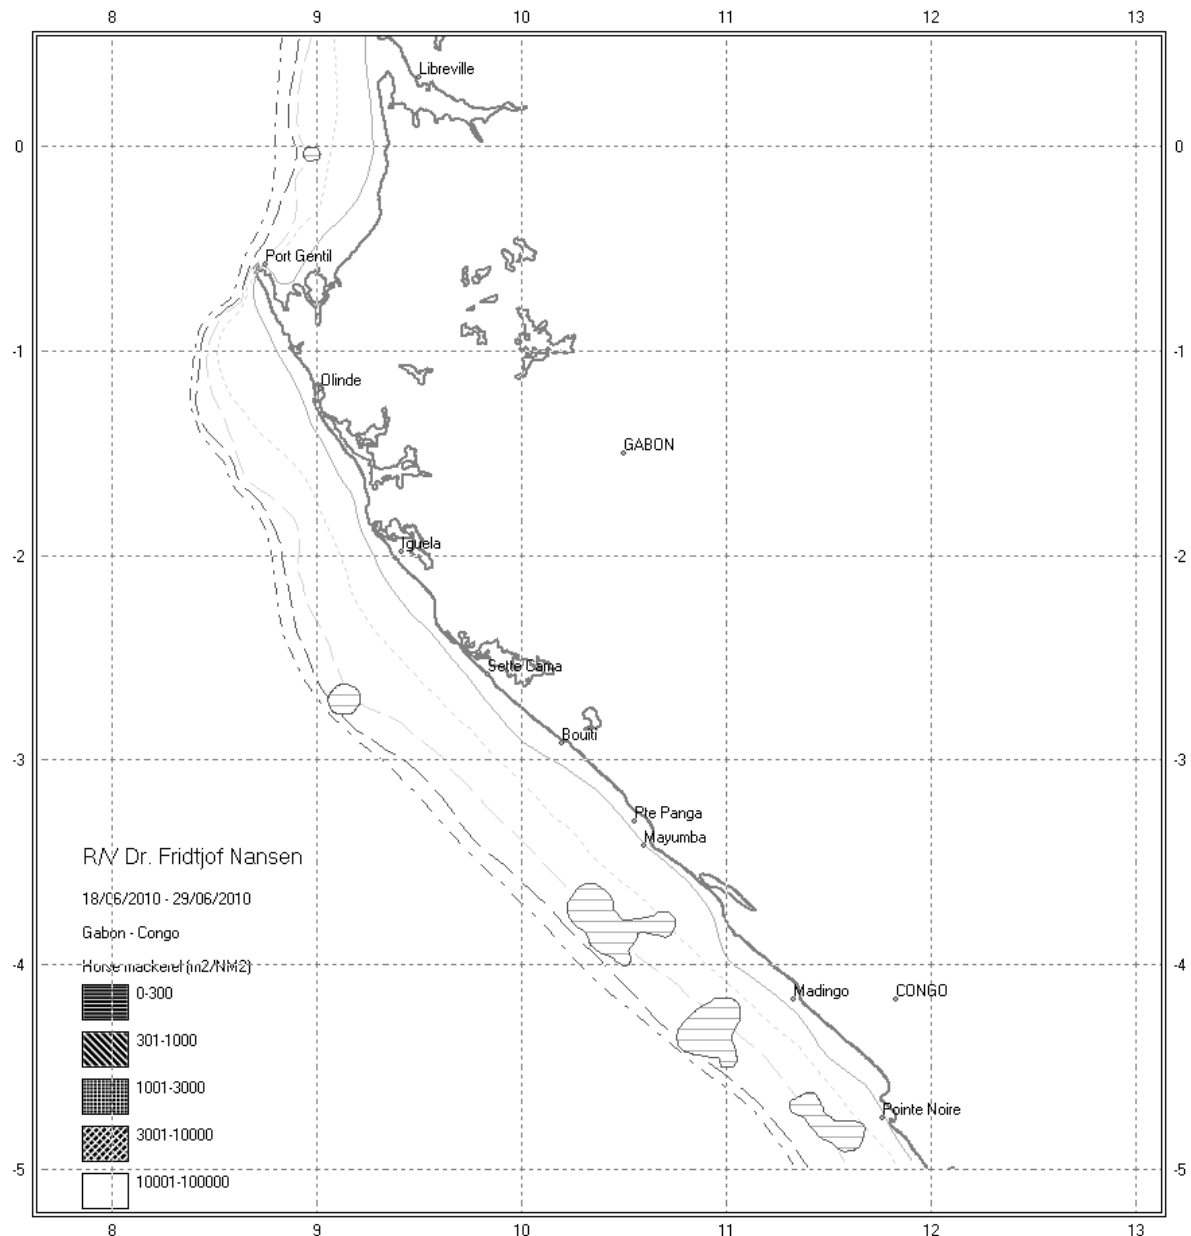 8 9 10 11 12 13
Libreville
0 0
Port Gentil
-1 -1
Olinde
GABON
Iguela
-2 -2
Sette Cama
Bouiti
-3 -3
Pte Panga
Mayumba
R/V Dr. Fridtjof Nansen
18/06/2010 - 29/06/2010
Gabon - Congo
Horse mackerel (m2/NM2)
-4 -4
Madingo CONGO
0-300
301-1000
1001-3000
Pointe Noire
3001-10000
-5 -5
10001-100000
8 9 10 11 12 13